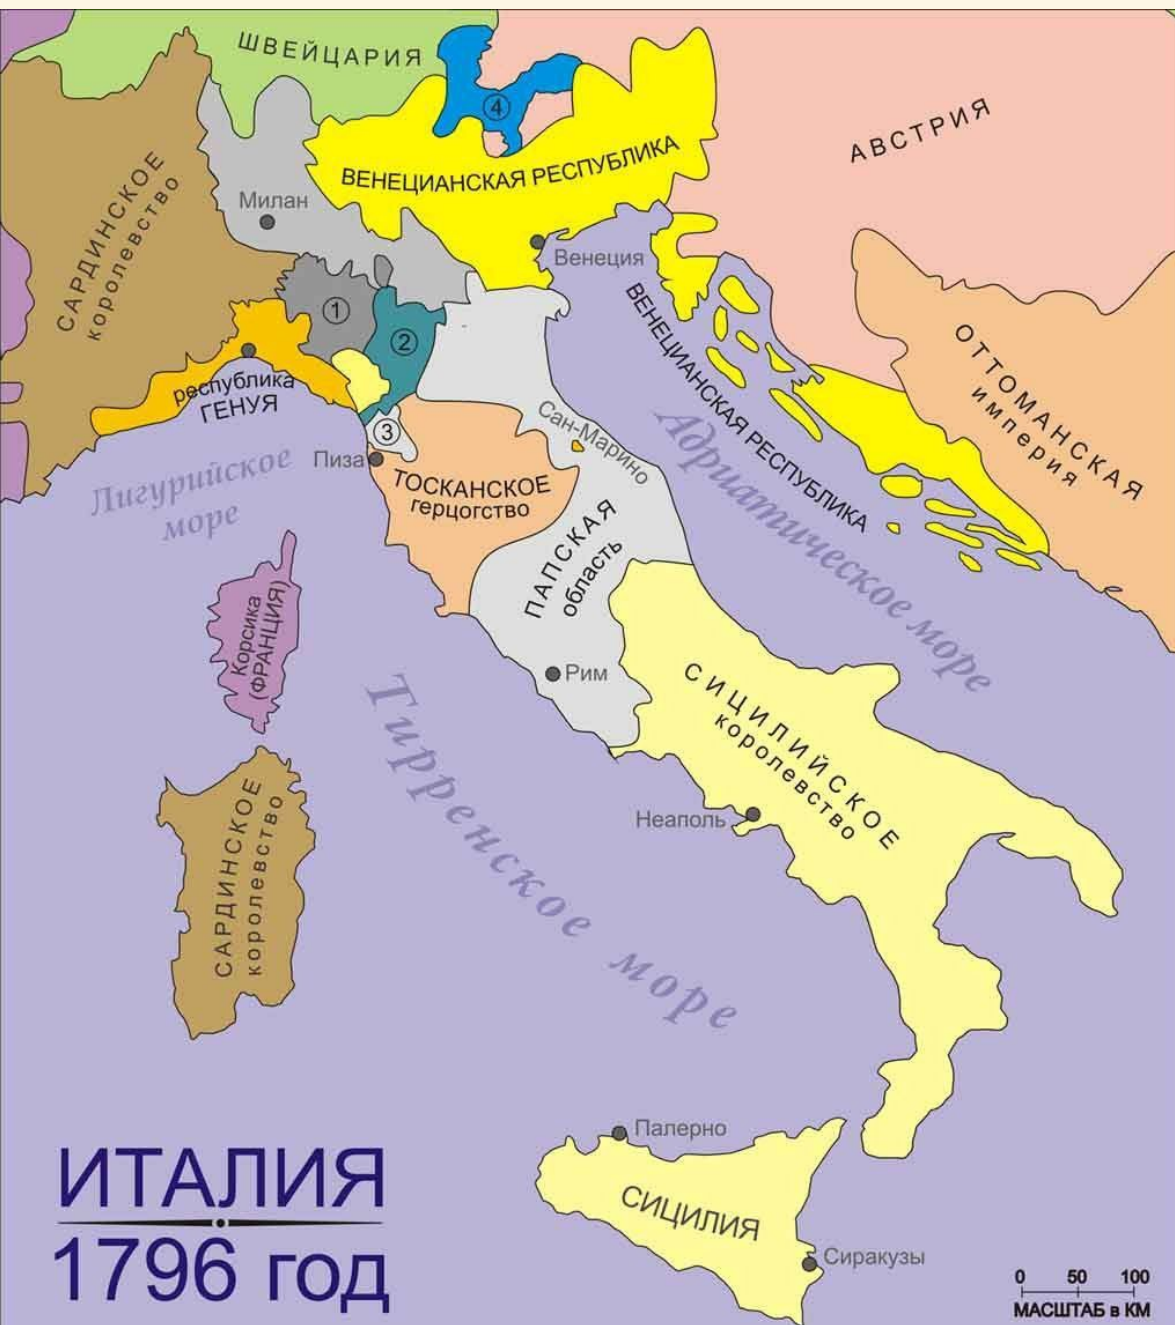 ШВЕЙЦАРИЯ
④
АВСТРИЯ
ВЕНЕЦИАНСКАЯ РЕСПУБЛИКА
САРДИНСКОЕ
королевство
Милан
Венеция
①
②
ВЕНЕЦИАНСКАЯ РЕСПУБЛИКА
ОТТОМАНСКАЯ
империя
республика
ГЕНУЯ
③
Сан-Марино
Адриатическое море
Лигурийское
море
Пиза
ТОСКАНСКОЕ
герцогство
ПАПСКАЯ
область
Корсика
(ФРАНЦИЯ)
Рим
СИЦИЛИЙСКОЕ
королевство
Тирренское море
САРДИНСКОЕ
королевство
Неаполь
Палерно
СИЦИЛИЯ
Сиракузы
ИТАЛИЯ
1796 год
0 50 100
МАСШТАБ в КМ